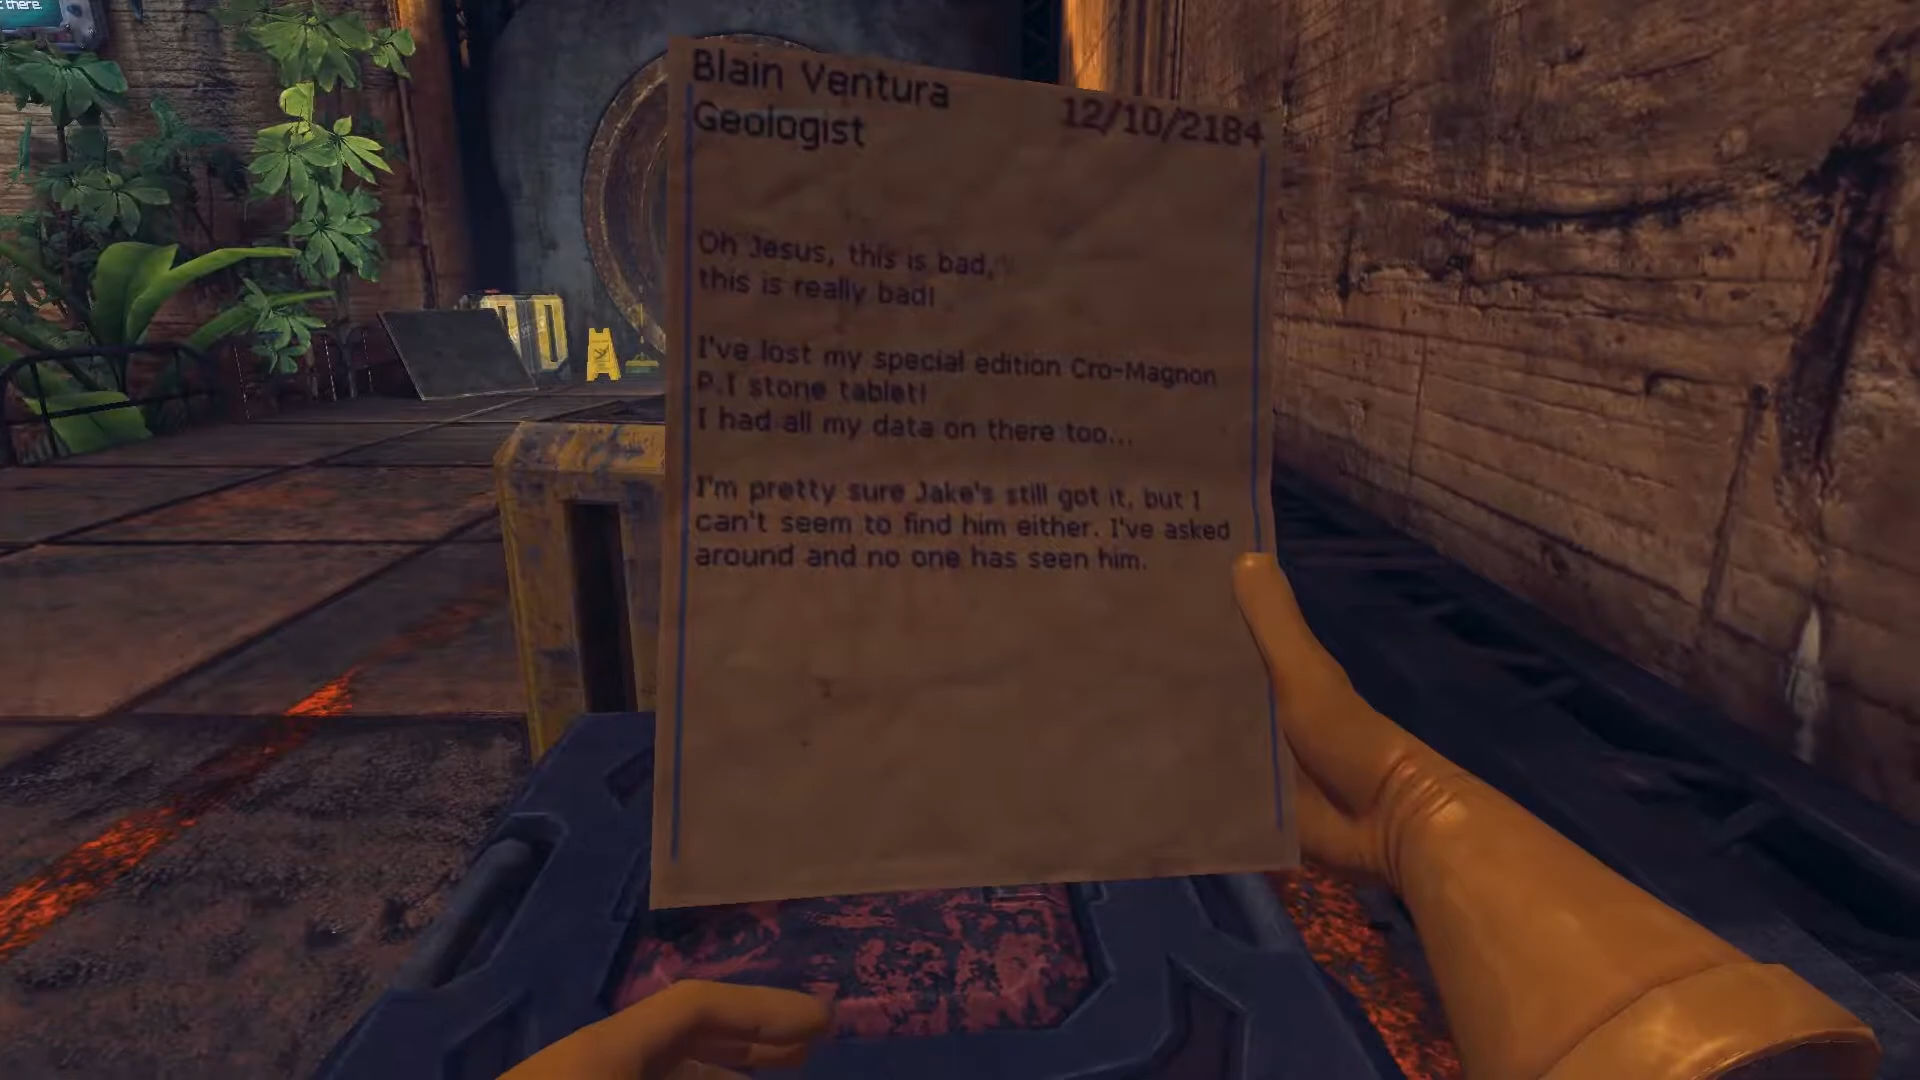 there.
Blain Ventura
Geologist
12/10/2184
Oh Jesus, this is bad,
this is really bad!
I've lost my special edition Cro-Magnon
P.I stone tablet!
I had all my data on there too...
I'm pretty sure Jake's still got it, but I
can't seem to find him either. I've asked
around and no one has seen him.